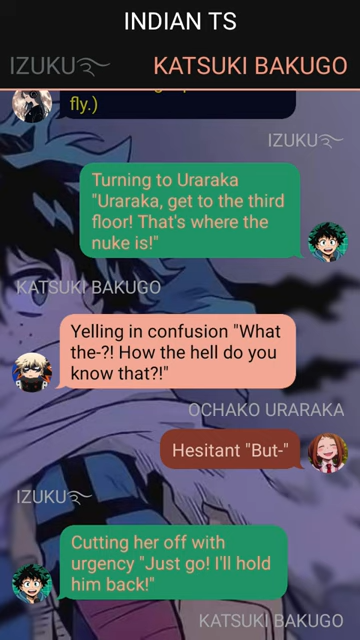 INDIAN TS
IZUKU KATSUKI BAKUGO
fly.)
IZUKU
Turning to Uraraka
"Uraraka, get to the third
floor! That's where the
nuke is!"
KATSUKI BAKUGO
Yelling in confusion "What
the-?! How the hell do you
know that?!"
OCHAKO URARAKA
Hesitant "But-"
IZUKU
Cutting her off with
urgency "Just go! I'll hold
him back!"
KATSUKI BAKUGO